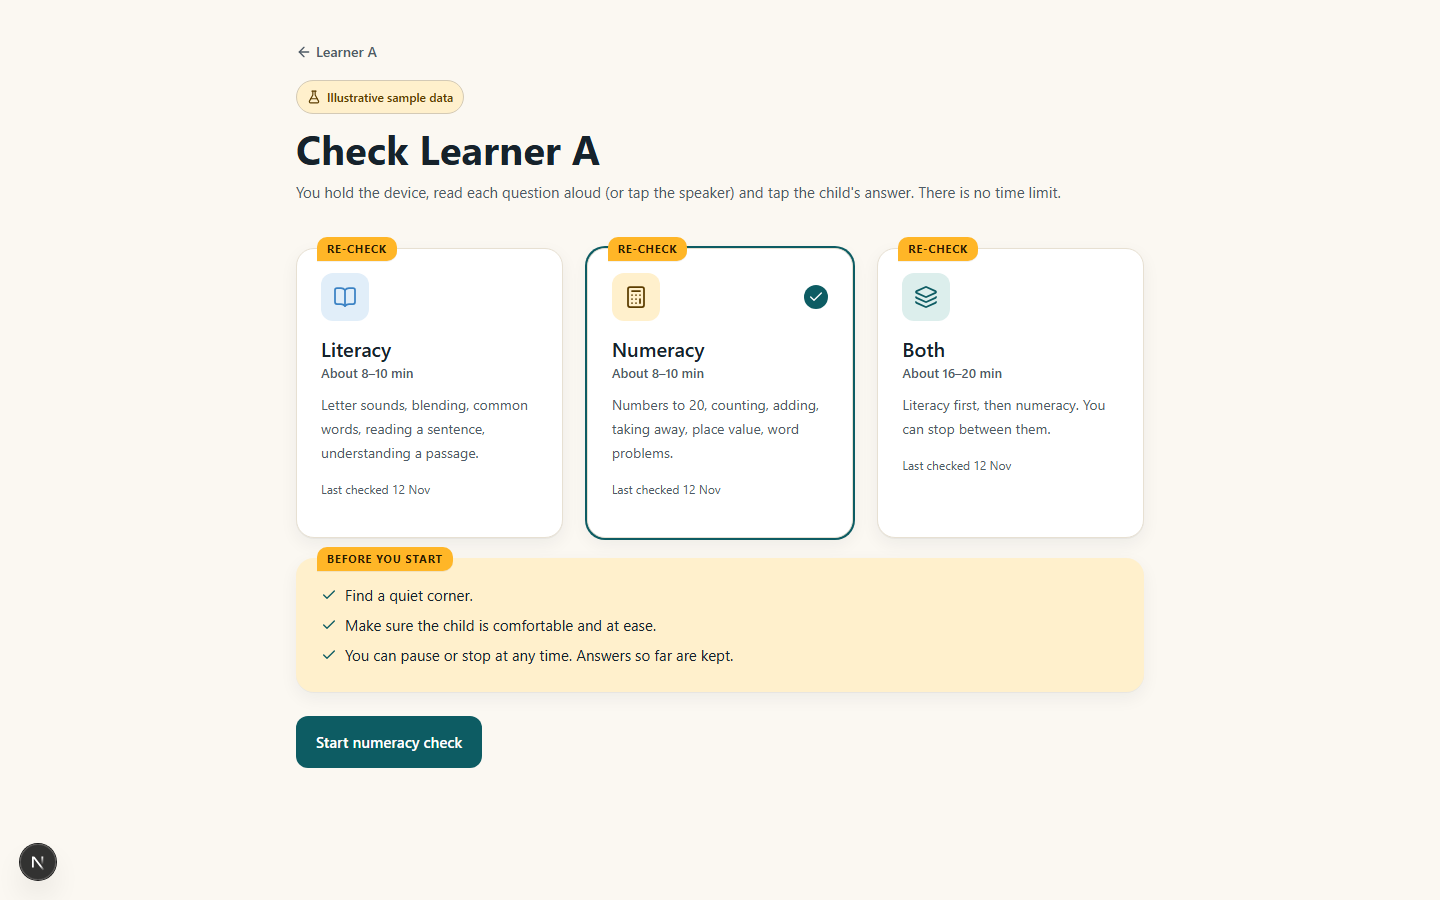 Learner A
Illustrative sample data
Check Learner A
You hold the device, read each question aloud (or tap the speaker) and tap the child's answer. There is no time limit.
RE-CHECK
Literacy
About 8–10 min
Letter sounds, blending, common
words, reading a sentence,
understanding a passage.
Last checked 12 Nov
RE-CHECK
Numeracy
About 8–10 min
Numbers to 20, counting, adding,
taking away, place value, word
problems.
Last checked 12 Nov
RE-CHECK
Both
About 16–20 min
Literacy first, then numeracy. You
can stop between them.
Last checked 12 Nov
BEFORE YOU START
Find a quiet corner.
Make sure the child is comfortable and at ease.
You can pause or stop at any time. Answers so far are kept.
Start numeracy check
N